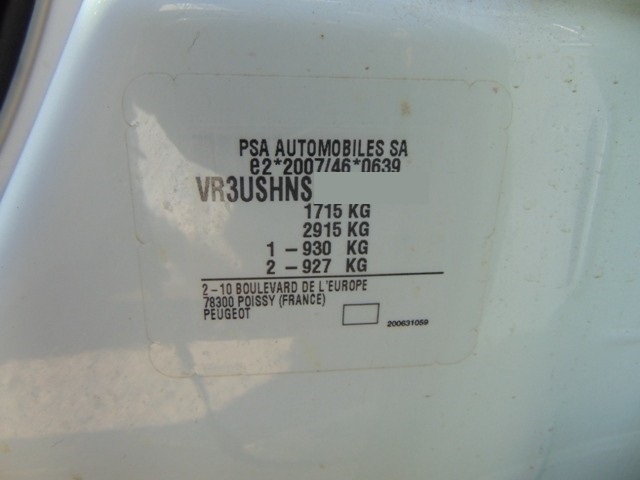 PSA AUTOMOBILES SA
e2*2007/46*0639
VR3USHNS
1715 KG
2915 KG
1 - 930 KG
2 - 927 KG
2 - 10 BOULEVARD DE L'EUROPE
78300 POISSY (FRANCE)
PEUGEOT
200631059